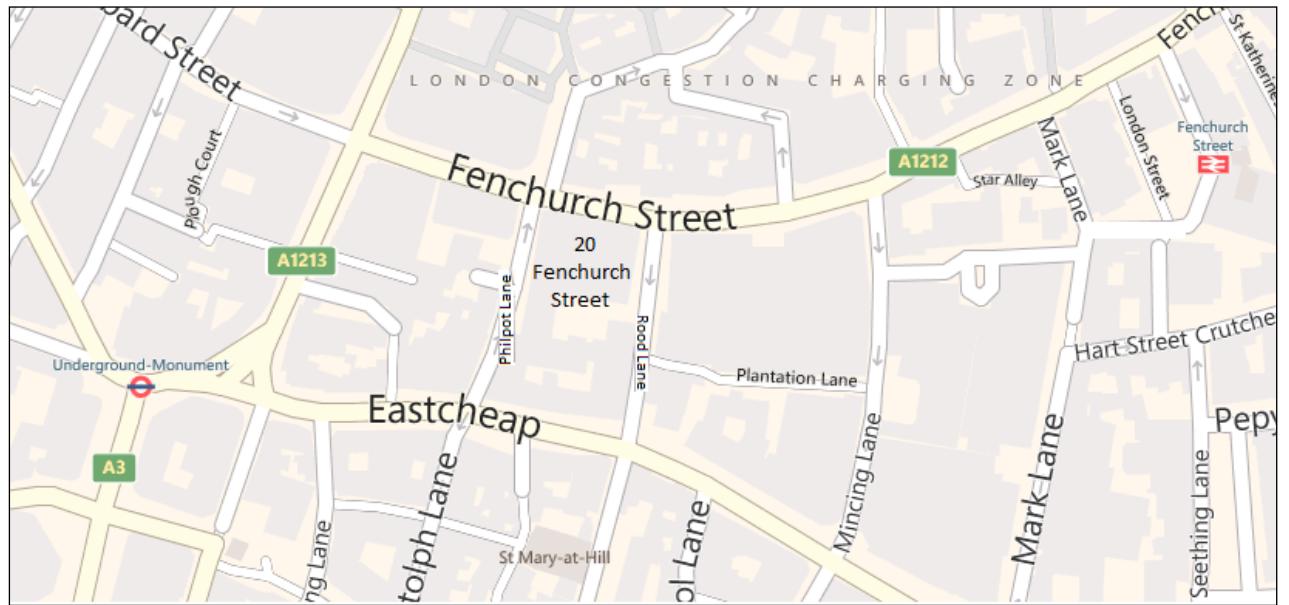 bard Street
Fench
St Katherine
LONDON CONGESTION CHARGING ZONE
London Street
Fenchurch
Street
Plough Court
Mark Lane
A1212
Star Alley
Fenchurch Street
20
Fenchurch
Street
A1213
Philpot Lane
Rood Lane
Hart Street Crutche
Underground-Monument
Plantation Lane
Eastcheap
Pepy
A3
Mincing Lane
Mark Lane
Seething Lane
tolph Lane
ng Lane
St Mary-at-Hill
ol Lane